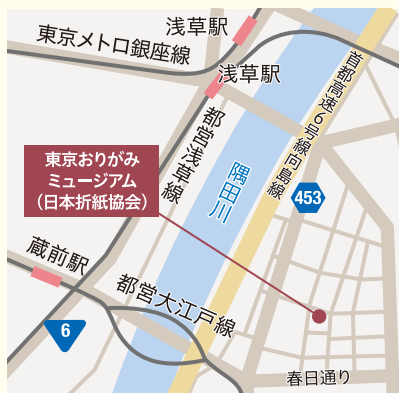 浅草駅
東京メトロ銀座線
浅草駅
首都高速6号線向島線
都営浅草線
東京おりがみ
ミュージアム
(日本折紙協会)
隅田川
453
蔵前駅
都営大江戸線
6
春日通り